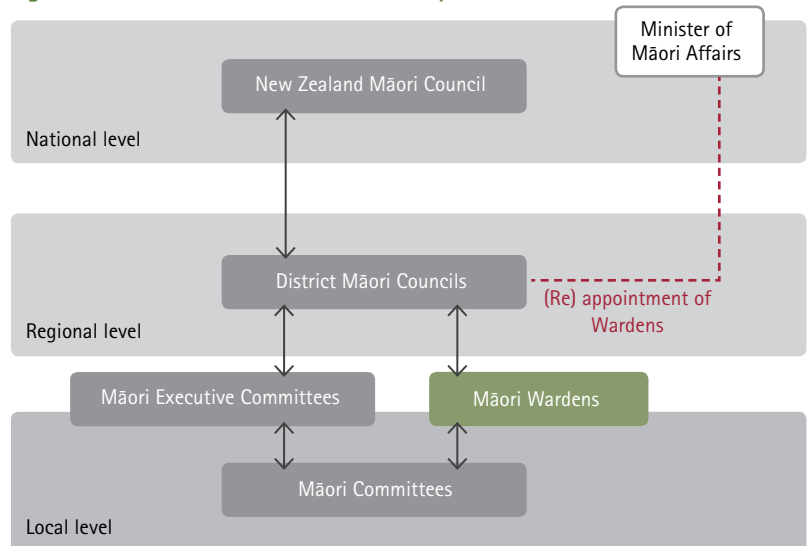 Minister of
Māori Affairs
New Zealand Māori Council
National level
District Māori Councils
(Re) appointment of
Wardens
Regional level
Māori Executive Committees
Māori Wardens
Māori Committees
Local level